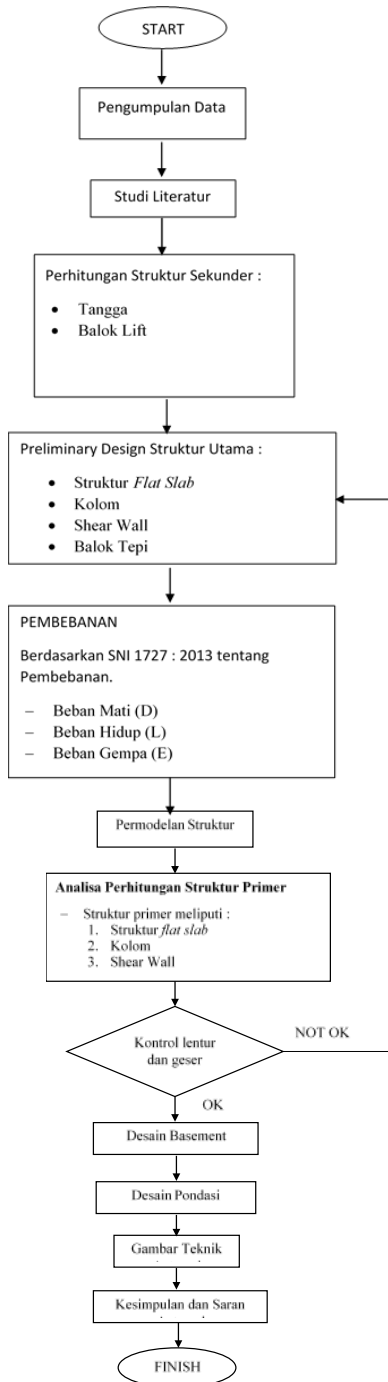 START
Pengumpulan Data
Studi Literatur
Perhitungan Struktur Sekunder :
• Tangga
• Balok Lift
Preliminary Design Struktur Utama :
• Struktur Flat Slab
• Kolom
• Shear Wall
• Balok Tepi
PEMBEBANAN
Berdasarkan SNI 1727 : 2013 tentang
Pembebanan.
– Beban Mati (D)
– Beban Hidup (L)
– Beban Gempa (E)
Permodelan Struktur
Analisa Perhitungan Struktur Primer
– Struktur primer meliputi :
1. Struktur flat slab
2. Kolom
3. Shear Wall
Kontrol lentur
dan geser
NOT OK
OK
Desain Basement
Desain Pondasi
Gambar Teknik
Kesimpulan dan Saran
FINISH